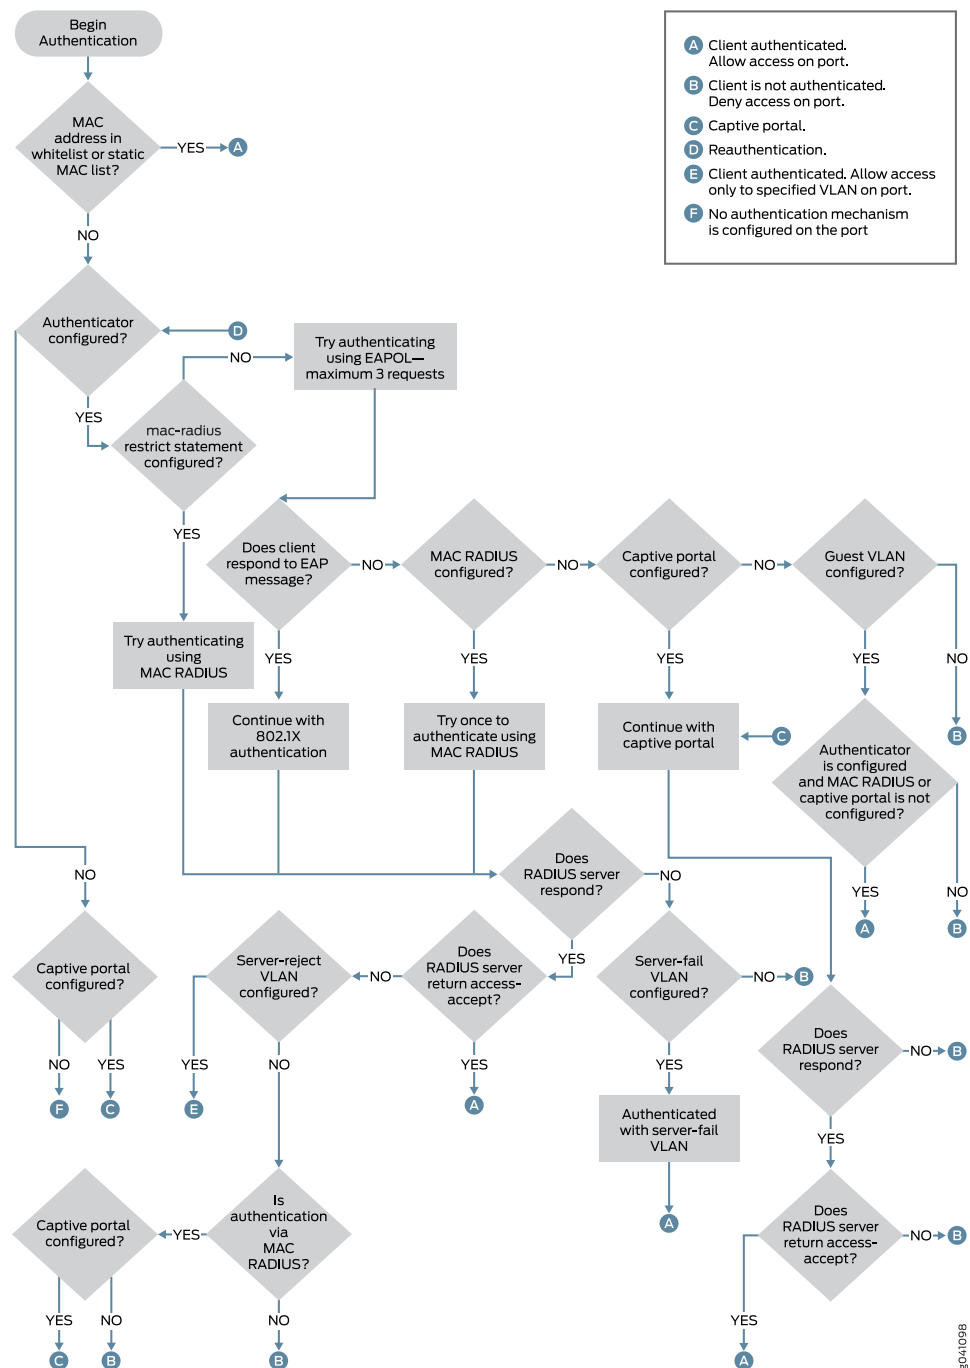 Begin
Authentication
A Client authenticated.
Allow access on port.
B Client is not authenticated.
Deny access on port.
C Captive portal.
D Reauthentication.
E Client authenticated. Allow access
only to specified VLAN on port.
F No authentication mechanism
is configured on the port
MAC
address in
whitelist or static
MAC list?
YES
A
NO
Authenticator
configured?
D
NO
Try authenticating
using EAPOL—
maximum 3 requests
YES
mac-radius
restrict statement
configured?
YES
Does client
respond to EAP
message?
NO
MAC RADIUS
configured?
NO
Captive portal
configured?
NO
Guest VLAN
configured?
Try authenticating
using
MAC RADIUS
YES
YES
YES
YES
NO
Continue with
802.1X
authentication
Try once to
authenticate using
MAC RADIUS
Continue with
captive portal
C
B
Authenticator
is configured
and MAC RADIUS or
captive portal is not
configured?
NO
Does
RADIUS server
respond?
NO
YES
NO
A
B
Captive portal
configured?
Server-reject
VLAN
configured?
NO
Does
RADIUS server
return access-
accept?
YES
Server-fail
VLAN
configured?
NO
B
NO
YES
YES
NO
YES
YES
Does
RADIUS server
respond?
NO
B
F
C
E
A
Authenticated
with server-fail
VLAN
YES
Captive portal
configured?
YES
Is
authentication
via
MAC
RADIUS?
A
Does
RADIUS server
return access-
accept?
NO
B
YES
NO
NO
YES
C
B
B
A
g041098